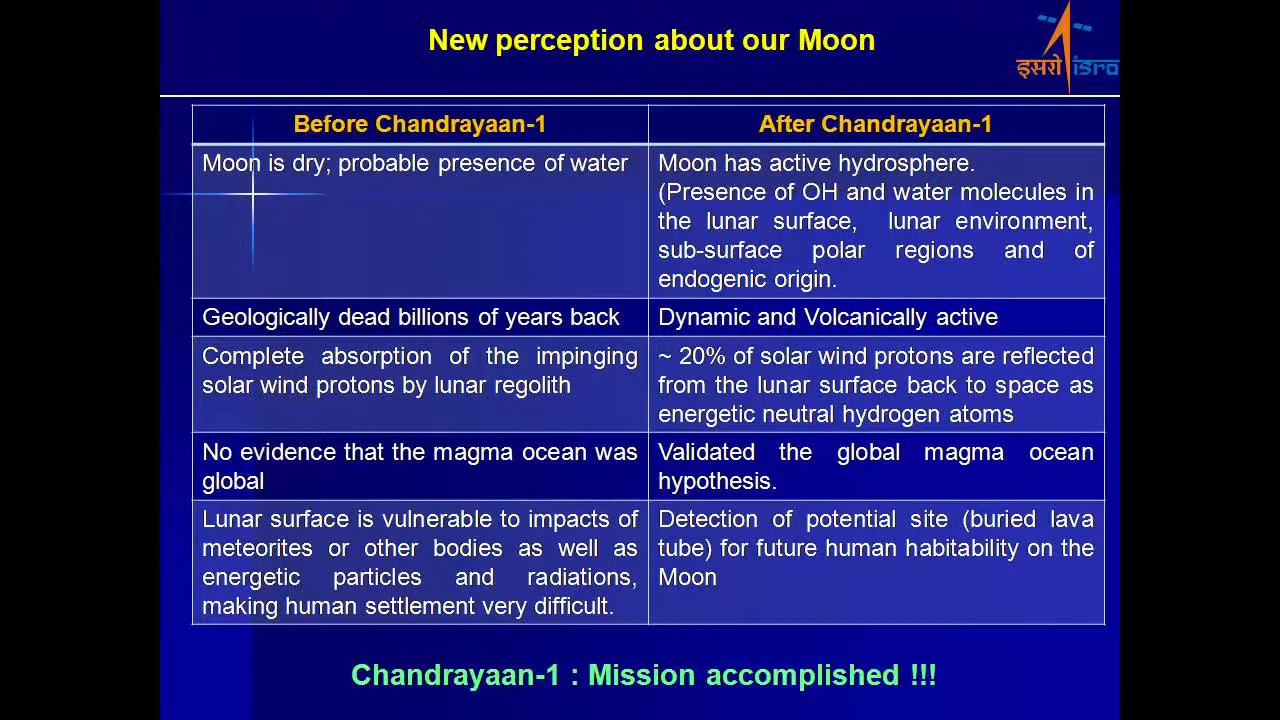 New perception about our Moon
इसरो isro
Before Chandrayaan-1
After Chandrayaan-1
Moon is dry; probable presence of water
Moon has active hydrosphere.
(Presence of OH and water molecules in
the lunar surface, lunar environment,
sub-surface polar regions and of
endogenic origin.
Geologically dead billions of years back
Dynamic and Volcanically active
Complete absorption of the impinging
solar wind protons by lunar regolith
~ 20% of solar wind protons are reflected
from the lunar surface back to space as
energetic neutral hydrogen atoms
No evidence that the magma ocean was
global
Validated the global magma ocean
hypothesis.
Lunar surface is vulnerable to impacts of
meteorites or other bodies as well as
energetic particles and radiations,
making human settlement very difficult.
Detection of potential site (buried lava
tube) for future human habitability on the
Moon
Chandrayaan-1 : Mission accomplished !!!